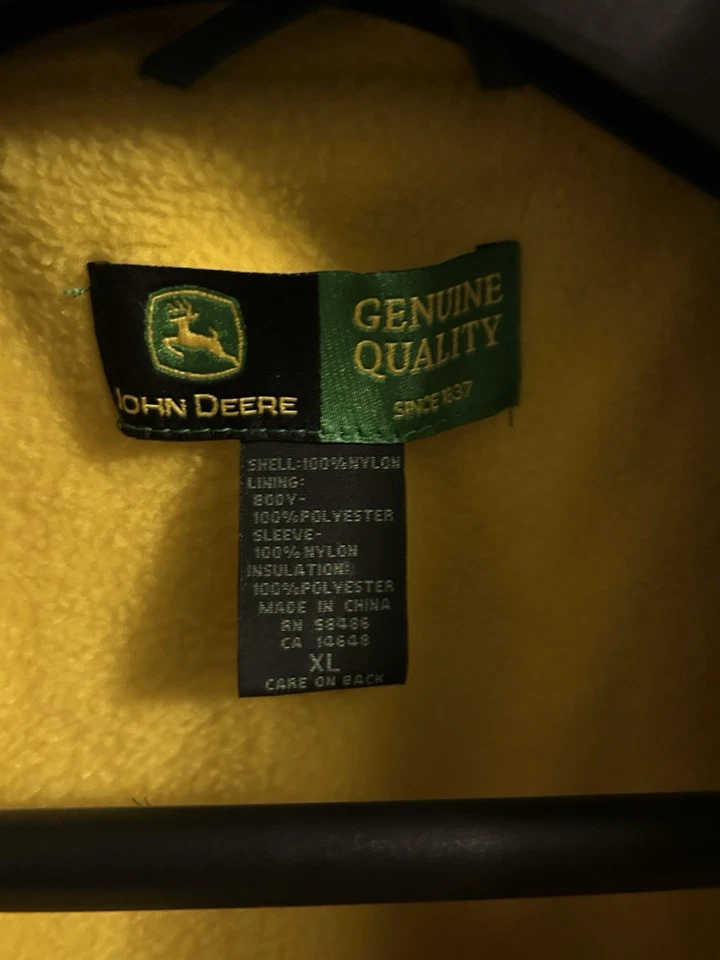 JOHN DEERE
GENUINE
QUALITY
SINCE 1837
SHELL:100%NYLON
LINING:
BODY-
100%POLYESTER
SLEEVE-
100%NYLON
INSULATION:
100%POLYESTER
MADE IN CHINA
RN 58486
CA 14648
XL
CARE ON BACK